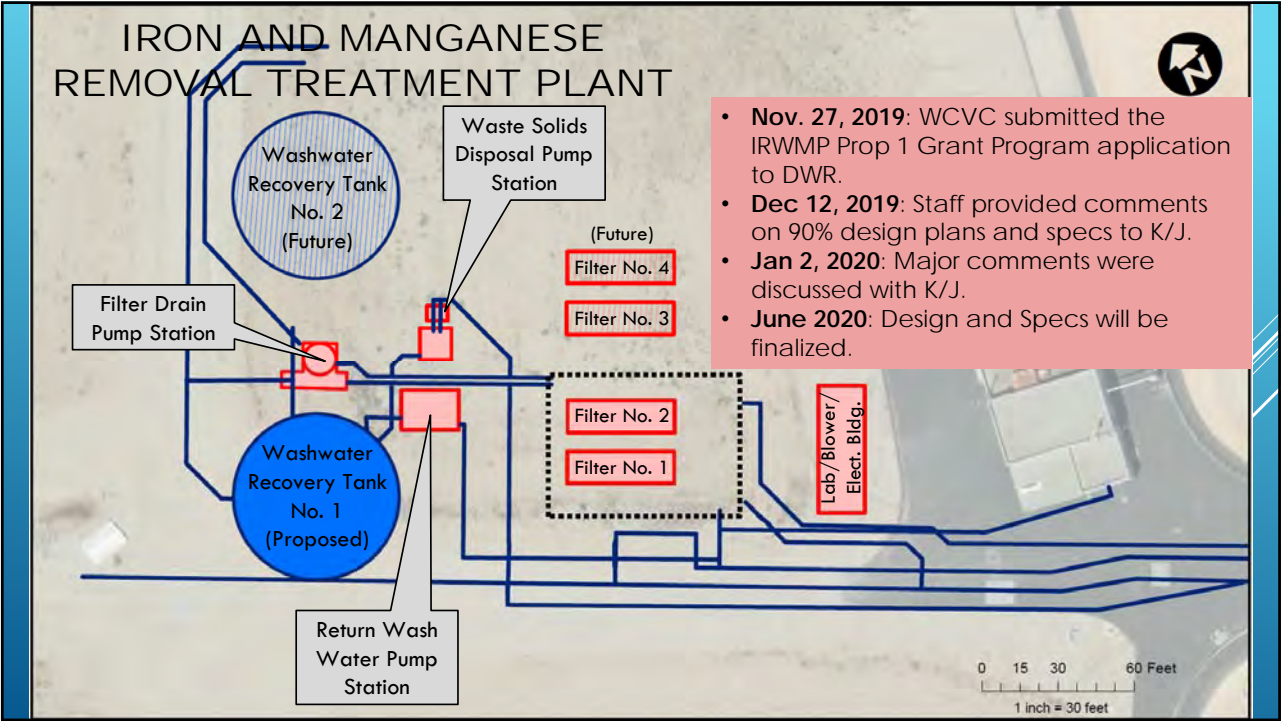 IRON AND MANGANESE
REMOVAL TREATMENT PLANT
N
• Nov. 27, 2019: WCVC submitted the
IRWMP Prop 1 Grant Program application
to DWR.
• Dec 12, 2019: Staff provided comments
on 90% design plans and specs to K/J.
• Jan 2, 2020: Major comments were
discussed with K/J.
• June 2020: Design and Specs will be
finalized.
Washwater
Recovery Tank
No. 2
(Future)
Waste Solids
Disposal Pump
Station
(Future)
Filter No. 4
Filter No. 3
Filter Drain
Pump Station
Filter No. 2
Filter No. 1
Lab/Blower/
Elect. Bldg.
Washwater
Recovery Tank
No. 1
(Proposed)
Return Wash
Water Pump
Station
0 15 30 60 Feet
1 inch = 30 feet